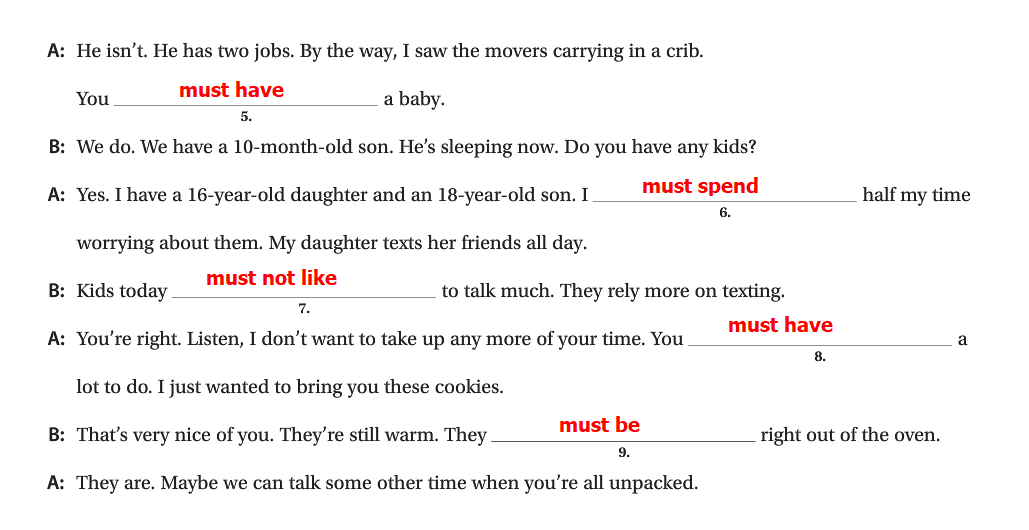 A: He isn’t. He has two jobs. By the way, I saw the movers carrying in a crib.
You must have a baby.
5.
B: We do. We have a 10-month-old son. He’s sleeping now. Do you have any kids?
A: Yes. I have a 16-year-old daughter and an 18-year-old son. I must spend half my time
6.
worrying about them. My daughter texts her friends all day.
B: Kids today must not like to talk much. They rely more on texting.
7.
A: You’re right. Listen, I don’t want to take up any more of your time. You must have a
8.
lot to do. I just wanted to bring you these cookies.
B: That’s very nice of you. They’re still warm. They must be right out of the oven.
9.
A: They are. Maybe we can talk some other time when you’re all unpacked.